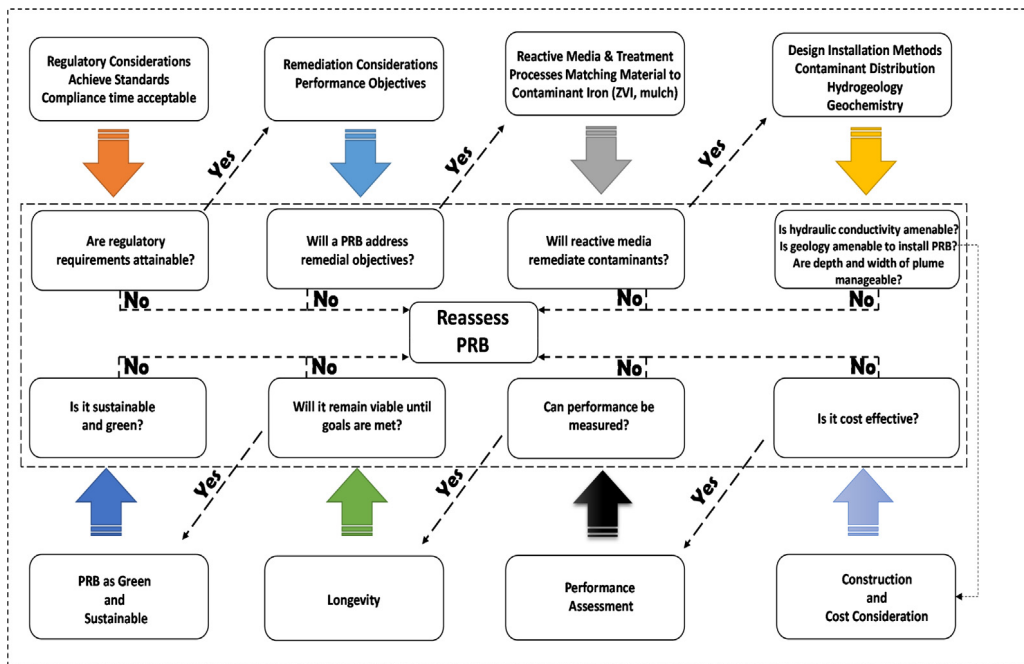 Regulatory Considerations
Achieve Standards
Compliance time acceptable
Remediation Considerations
Performance Objectives
Reactive Media & Treatment
Processes Matching Material to
Contaminant Iron (ZVI, mulch)
Design Installation Methods
Contaminant Distribution
Hydrogeology
Geochemistry
Yes
Yes
Yes
Are regulatory
requirements attainable?
Will a PRB address
remedial objectives?
Will reactive media
remediate contaminants?
Is hydraulic conductivity amenable?
Is geology amenable to install PRB?
Are depth and width of plume
manageable?
No
No
No
No
Reassess
PRB
No
No
No
No
Is it sustainable
and green?
Will it remain viable until
goals are met?
Can performance be
measured?
Is it cost effective?
Yes
Yes
Yes
PRB as Green
and
Sustainable
Longevity
Performance
Assessment
Construction
and
Cost Consideration